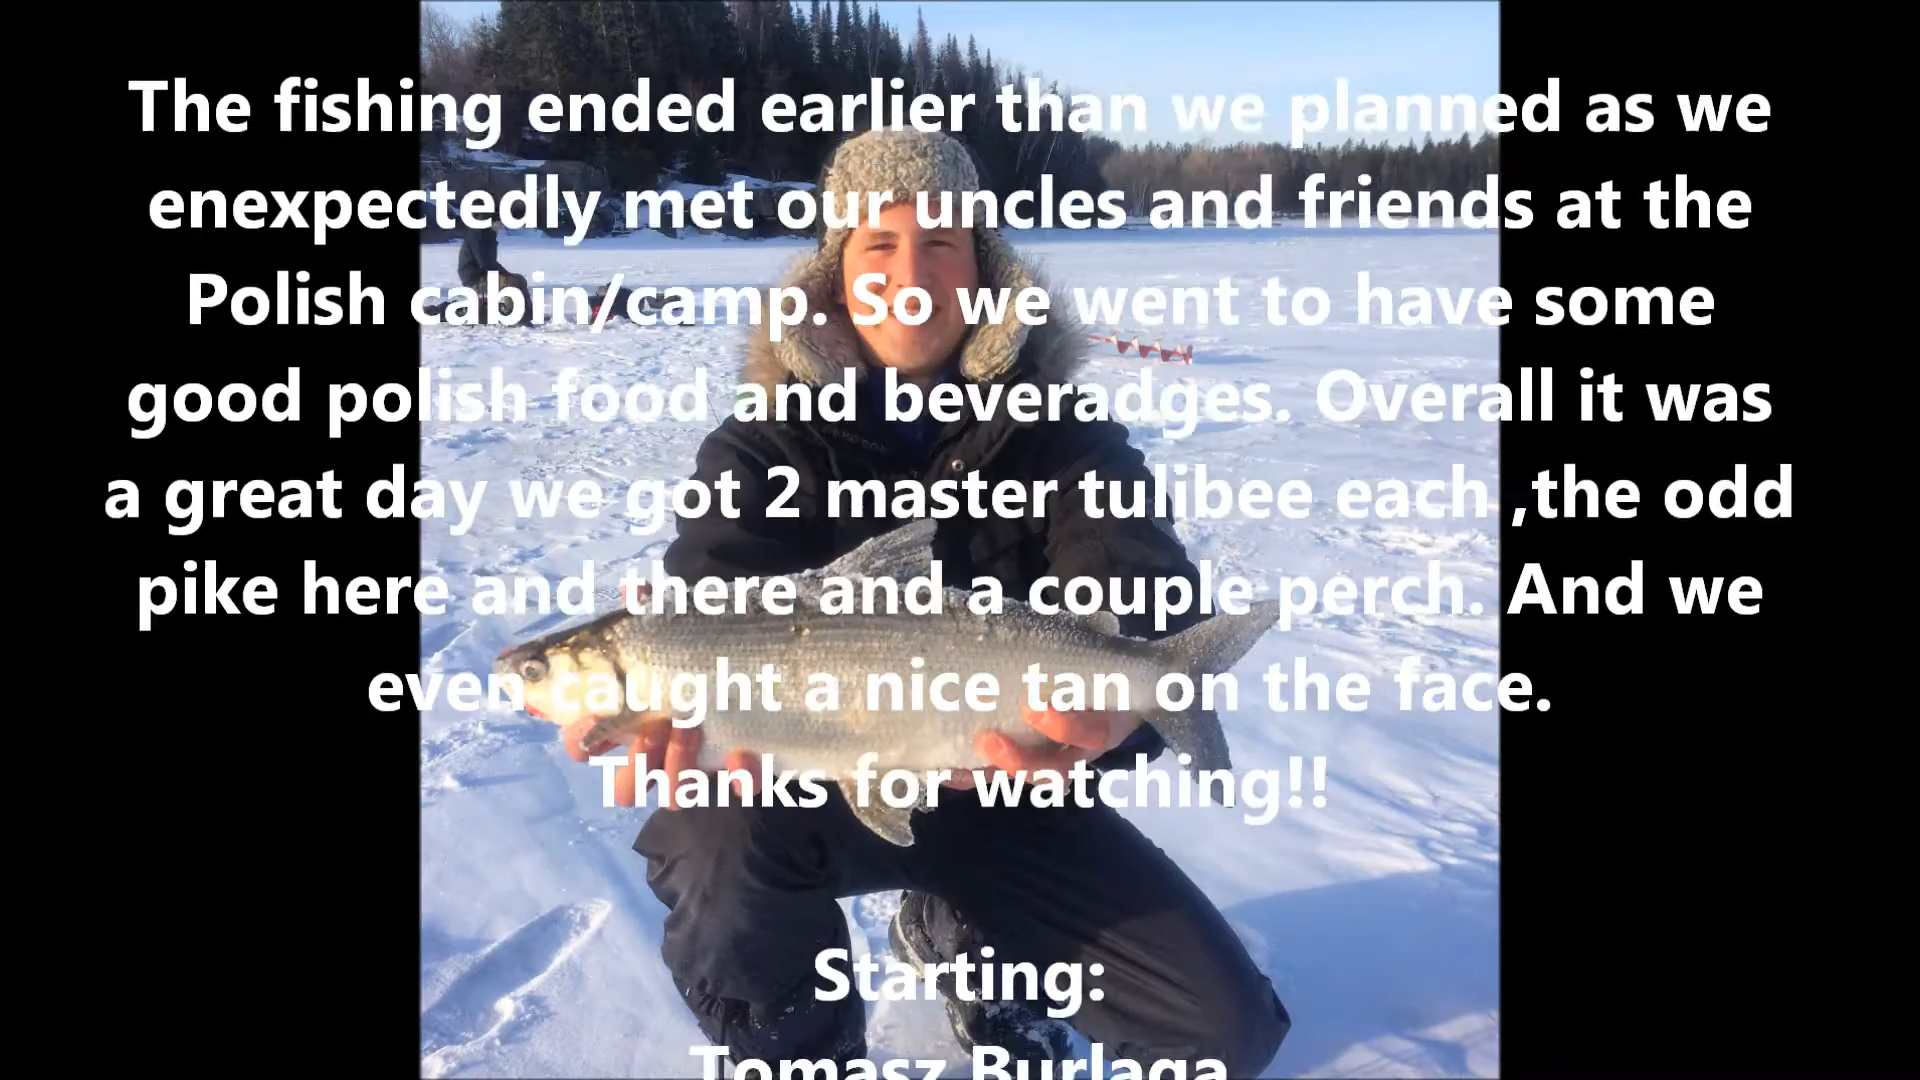 The fishing ended earlier than we planned as we
enexpectedly met our uncles and friends at the
Polish cabin/camp. So we went to have some
good polish food and beveradges. Overall it was
a great day we got 2 master tulibee each ,the odd
pike here and there and a couple perch. And we
even caught a nice tan on the face.
Thanks for watching!!
Starting:
Tomasz Burlaga